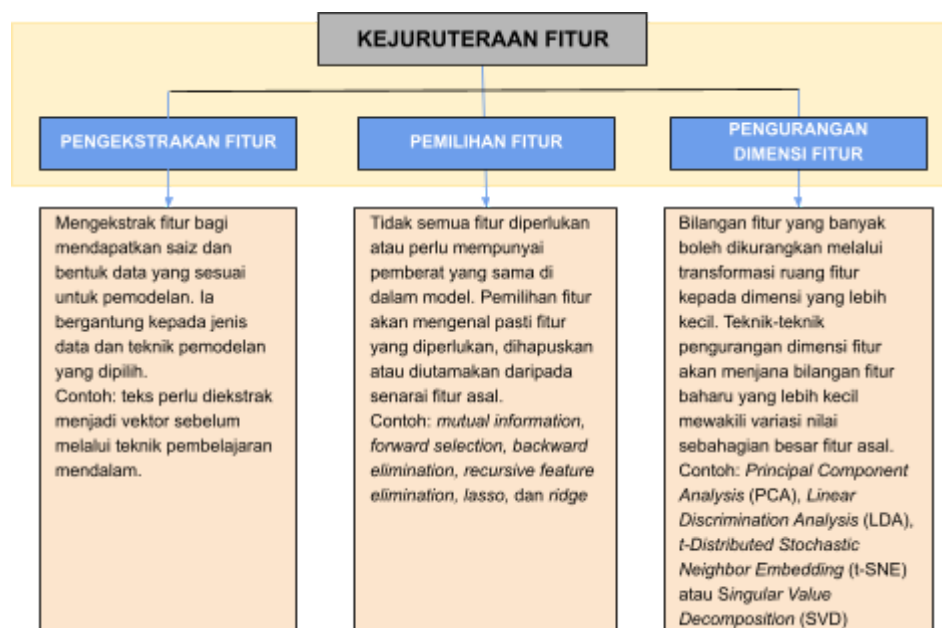 KEJURUTERAAN FITUR
PENGEKSTRAKAN FITUR
Mengekstrak fitur bagi
mendapatkan saiz dan
bentuk data yang sesuai
untuk pemodelan. Ia
bergantung kepada jenis
data dan teknik pemodelan
yang dipilih.
Contoh: teks perlu diekstrak
menjadi vektor sebelum
melalui teknik pembelajaran
mendalam.
PEMILIHAN FITUR
Tidak semua fitur diperlukan
atau perlu mempunyai
pemberat yang sama di
dalam model. Pemilihan fitur
akan mengenal pasti fitur
yang diperlukan, dihapuskan
atau diutamakan daripada
senarai fitur asal.
Contoh: mutual information,
forward selection, backward
elimination, recursive feature
elimination, lasso, dan ridge
PENGURANGAN
DIMENSI FITUR
Bilangan fitur yang banyak
boleh dikurangkan melalui
transformasi ruang fitur
kepada dimensi yang lebih
kecil. Teknik-teknik
pengurangan dimensi fitur
akan menjana bilangan fitur
baharu yang lebih kecil
mewakili variasi nilai
sebahagian besar fitur asal.
Contoh: Principal Component
Analysis (PCA), Linear
Discrimination Analysis (LDA),
t-Distributed Stochastic
Neighbor Embedding (t-SNE)
atau Singular Value
Decomposition (SVD)